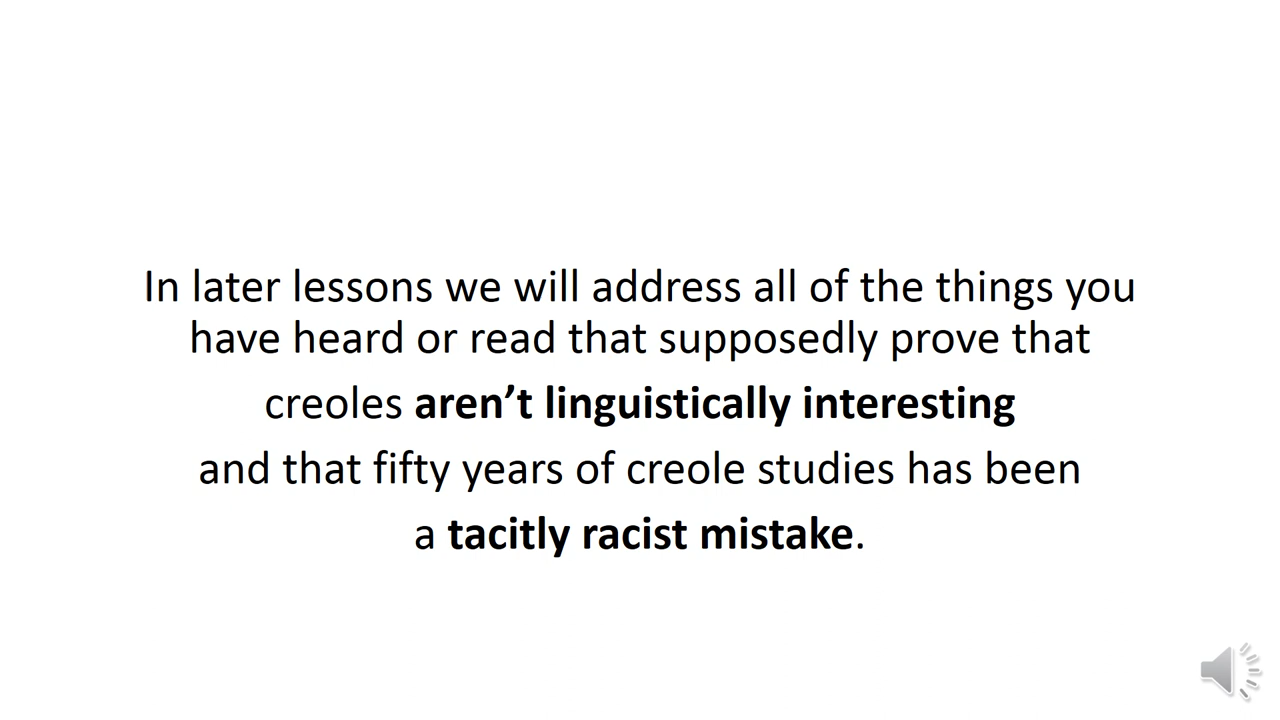 In later lessons we will address all of the things you
have heard or read that supposedly prove that
creoles aren’t linguistically interesting
and that fifty years of creole studies has been
a tacitly racist mistake.